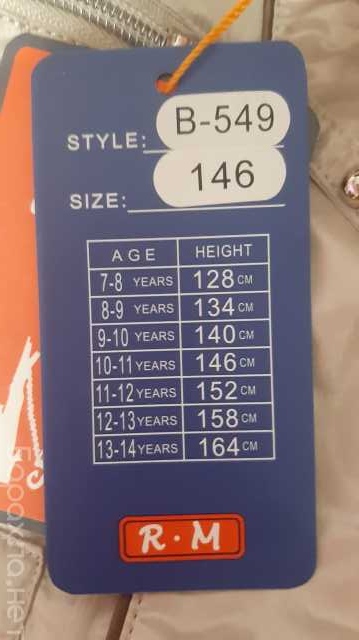 STYLE: B-549
SIZE: 146
AGE HEIGHT
7-8 YEARS 128 CM
8-9 YEARS 134 CM
9-10 YEARS 140 CM
10-11 YEARS 146 CM
11-12 YEARS 152 CM
12-13 YEARS 158 CM
13-14 YEARS 164 CM
R·M